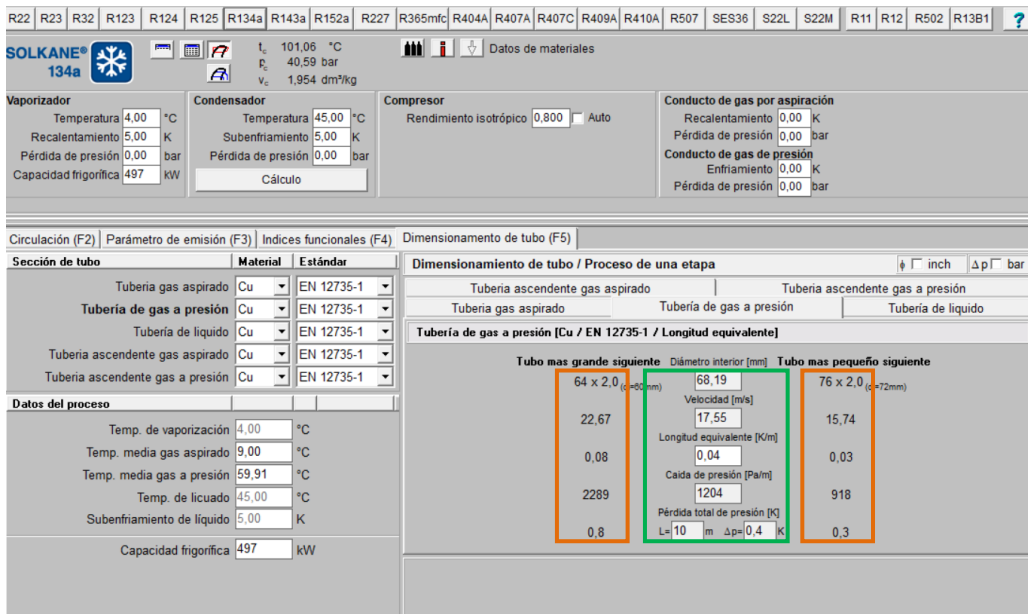 R22 R23 R32 R123 R124 R125 R134a R143a R152a R227 R365mfc R404A R407A R407C R409A R410A R507 SES36 S22L S22M R11 R12 R502 R13B1 ?
SOLKANE®
134a
tc 101,06 °C
pc 40,59 bar
vc 1,954 dm³/kg
i Datos de materiales
Vaporizador
Temperatura 4,00 °C
Recalentamiento 5,00 K
Pérdida de presión 0,00 bar
Capacidad frigorífica 497 kW
Condensador
Temperatura 45,00 °C
Subenfriamiento 5,00 K
Pérdida de presión 0,00 bar
Cálculo
Compresor
Rendimiento isotrópico 0,800 Auto
Conducto de gas por aspiración
Recalentamiento 0,00 K
Pérdida de presión 0,00 bar
Conducto de gas de presión
Enfriamiento 0,00 K
Pérdida de presión 0,00 bar
Circulación (F2) Parámetro de emisión (F3) Indices funcionales (F4) Dimensionamento de tubo (F5)
Sección de tubo Material Estándar
Tuberia gas aspirado Cu EN 12735-1
Tubería de gas a presión Cu EN 12735-1
Tubería de liquido Cu EN 12735-1
Tuberia ascendente gas aspirado Cu EN 12735-1
Tuberia ascendente gas a presión Cu EN 12735-1
Datos del proceso
Temp. de vaporización 4,00 °C
Temp. media gas aspirado 9,00 °C
Temp. media gas a presión 59,91 °C
Temp. de licuado 45,00 °C
Subenfriamiento de líquido 5,00 K
Capacidad frigorífica 497 kW
Dimensionamiento de tubo / Proceso de una etapa ϕ inch Δp bar
Tuberia ascendente gas aspirado Tuberia ascendente gas a presión
Tuberia gas aspirado Tubería de gas a presión Tubería de liquido
Tubería de gas a presión [Cu / EN 12735-1 / Longitud equivalente]
Tubo mas grande siguiente Diámetro interior [mm] Tubo mas pequeño siguiente
64 x 2,0 (di=60mm) 68,19 76 x 2,0 (di=72mm)
Velocidad [m/s]
22,67 17,55 15,74
Longitud equivalente [K/m]
0,08 0,04 0,03
Caida de presión [Pa/m]
2289 1204 918
Pérdida total de presión [K]
0,8 L= 10 m Δp= 0,4 K 0,3